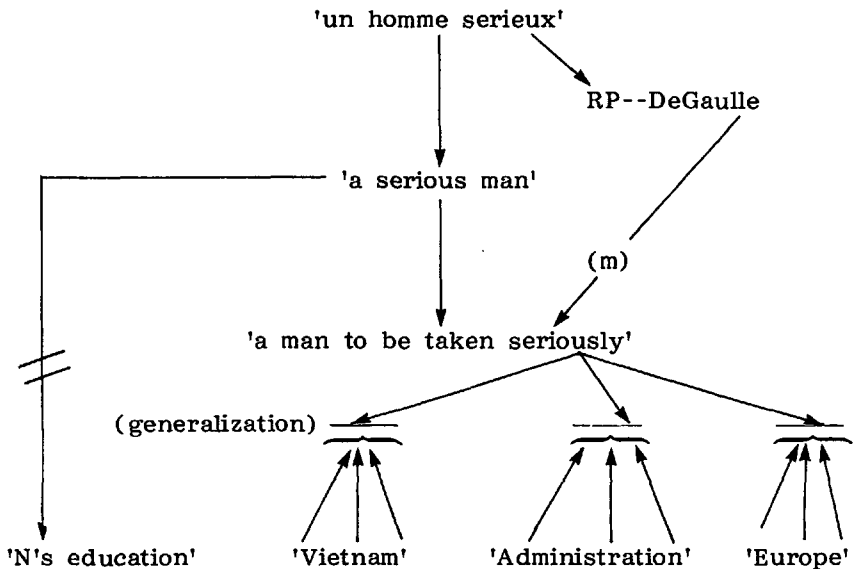 'un homme serieux'
RP--DeGaulle
'a serious man'
(m)
'a man to be taken seriously'
(generalization)
'N's education'
'Vietnam'
'Administration'
'Europe'